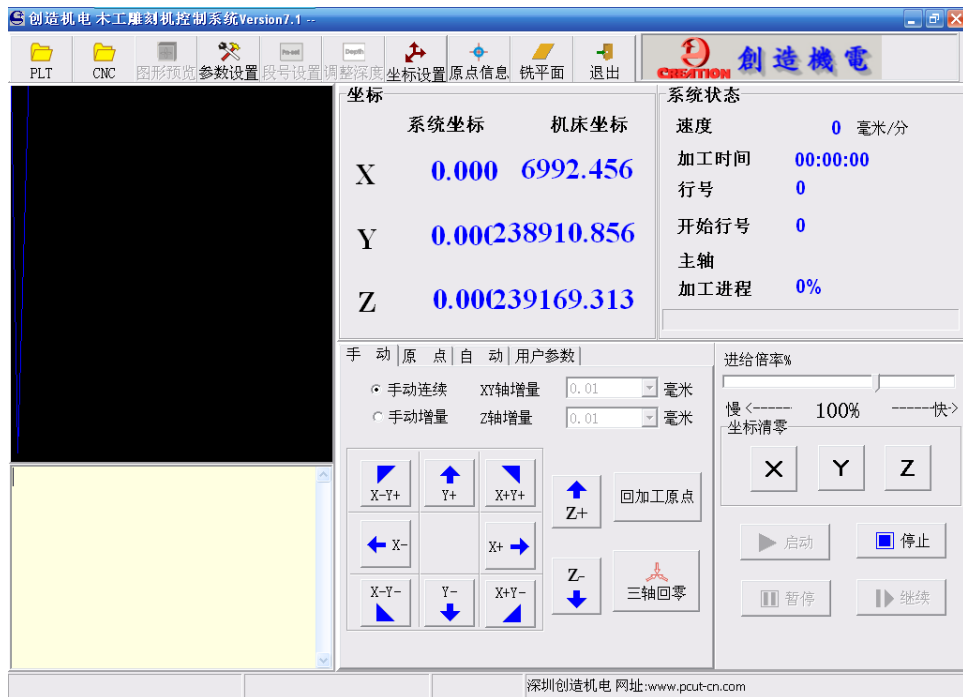 创造机电 木工雕刻机控制系统Version7.1 --
PLT CNC 图形预览 参数设置 段号设置 调整深度 坐标设置 原点信息 铣平面 退出
Pre-set Depth
CREATION 創造機電
坐标
系统坐标 机床坐标
X 0.000 6992.456
Y 0.000 238910.856
Z 0.000 239169.313
系统状态
速度 0 毫米/分
加工时间 00:00:00
行号 0
开始行号 0
主轴
加工进程 0%
手 动 原 点 自 动 用户参数
手动连续 XY轴增量 0.01 毫米
手动增量 Z轴增量 0.01 毫米
X-Y+ Y+ X+Y+
X- X+
X-Y- Y- X+Y-
Z+
Z-
回加工原点
三轴回零
进给倍率%
慢<----- 100% ------快->
坐标清零
X Y Z
启动 停止
暂停 继续
深圳创造机电 网址:www.pcut-cn.com